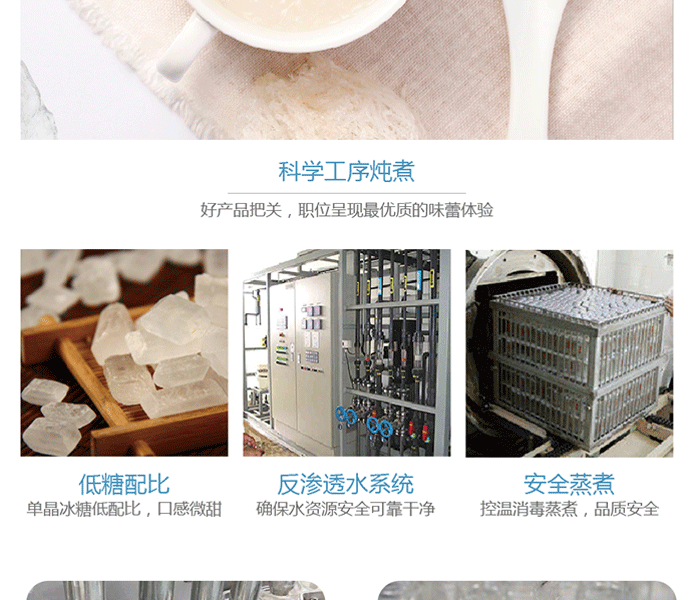 科学工序炖煮
好产品把关，职位呈现最优质的味蕾体验
低糖配比
单晶冰糖低配比，口感微甜
反渗透水系统
确保水资源安全可靠干净
安全蒸煮
控温消毒蒸煮，品质安全